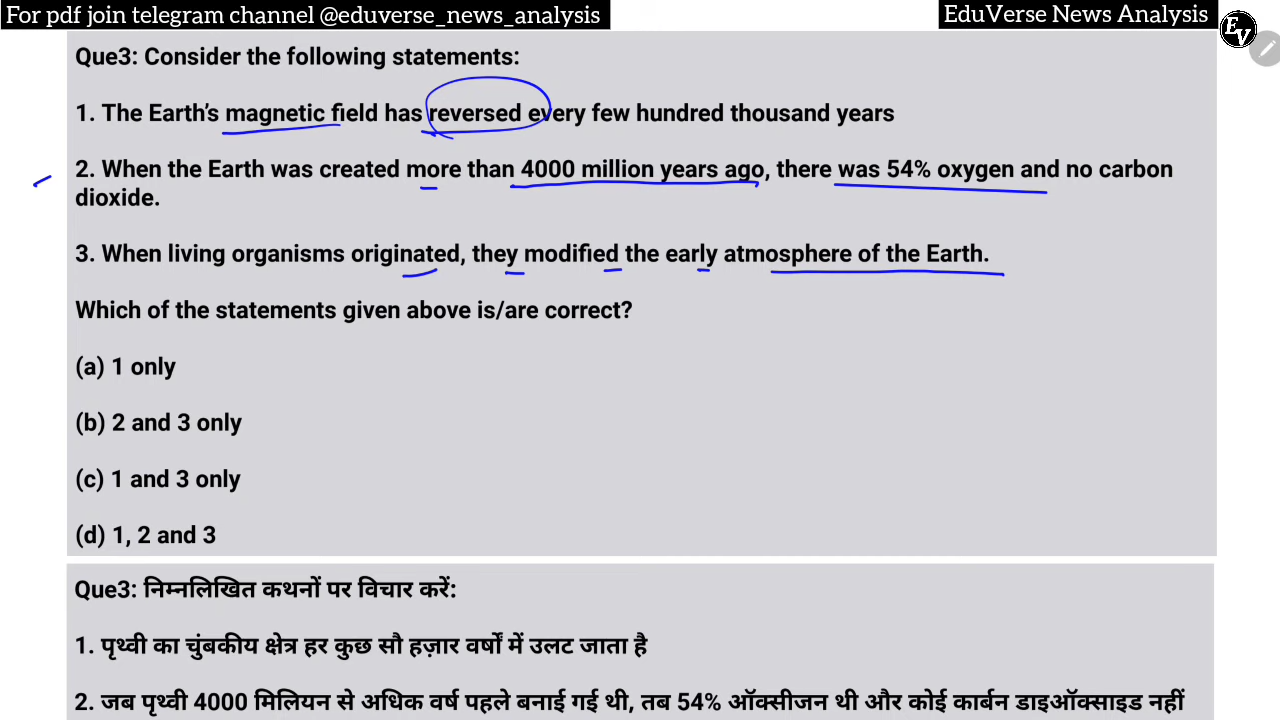 For pdf join telegram channel @eduverse_news_analysis
EduVerse News Analysis
EV
Que3: Consider the following statements:
1. The Earth's magnetic field has reversed every few hundred thousand years
2. When the Earth was created more than 4000 million years ago, there was 54% oxygen and no carbon
dioxide.
3. When living organisms originated, they modified the early atmosphere of the Earth.
Which of the statements given above is/are correct?
(a) 1 only
(b) 2 and 3 only
(c) 1 and 3 only
(d) 1, 2 and 3
Que3: निम्नलिखित कथनों पर विचार करें:
1. पृथ्वी का चुंबकीय क्षेत्र हर कुछ सौ हज़ार वर्षों में उलट जाता है
2. जब पृथ्वी 4000 मिलियन से अधिक वर्ष पहले बनाई गई थी, तब 54% ऑक्सीजन थी और कोई कार्बन डाइऑक्साइड नहीं